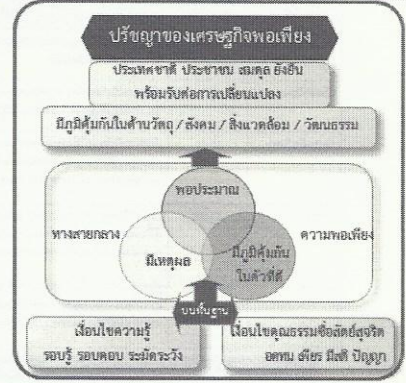 ปรัชญาของเศรษฐกิจพอเพียง
ประเทศชาติ ประชาชน สมดุล ยั่งยืน
พร้อมรับต่อการเปลี่ยนแปลง
มีภูมิคุ้มกันในด้านวัตถุ / สังคม / สิ่งแวดล้อม / วัฒนธรรม
พอประมาณ
ทางสายกลาง
ความพอเพียง
มีเหตุผล
มีภูมิคุ้มกัน
ในตัวที่ดี
บนพื้นฐาน
เงื่อนไขความรู้
รอบรู้ รอบคอบ ระมัดระวัง
เงื่อนไขคุณธรรมซื่อสัตย์สุจริต
อดทน เพียร มีสติ ปัญญา